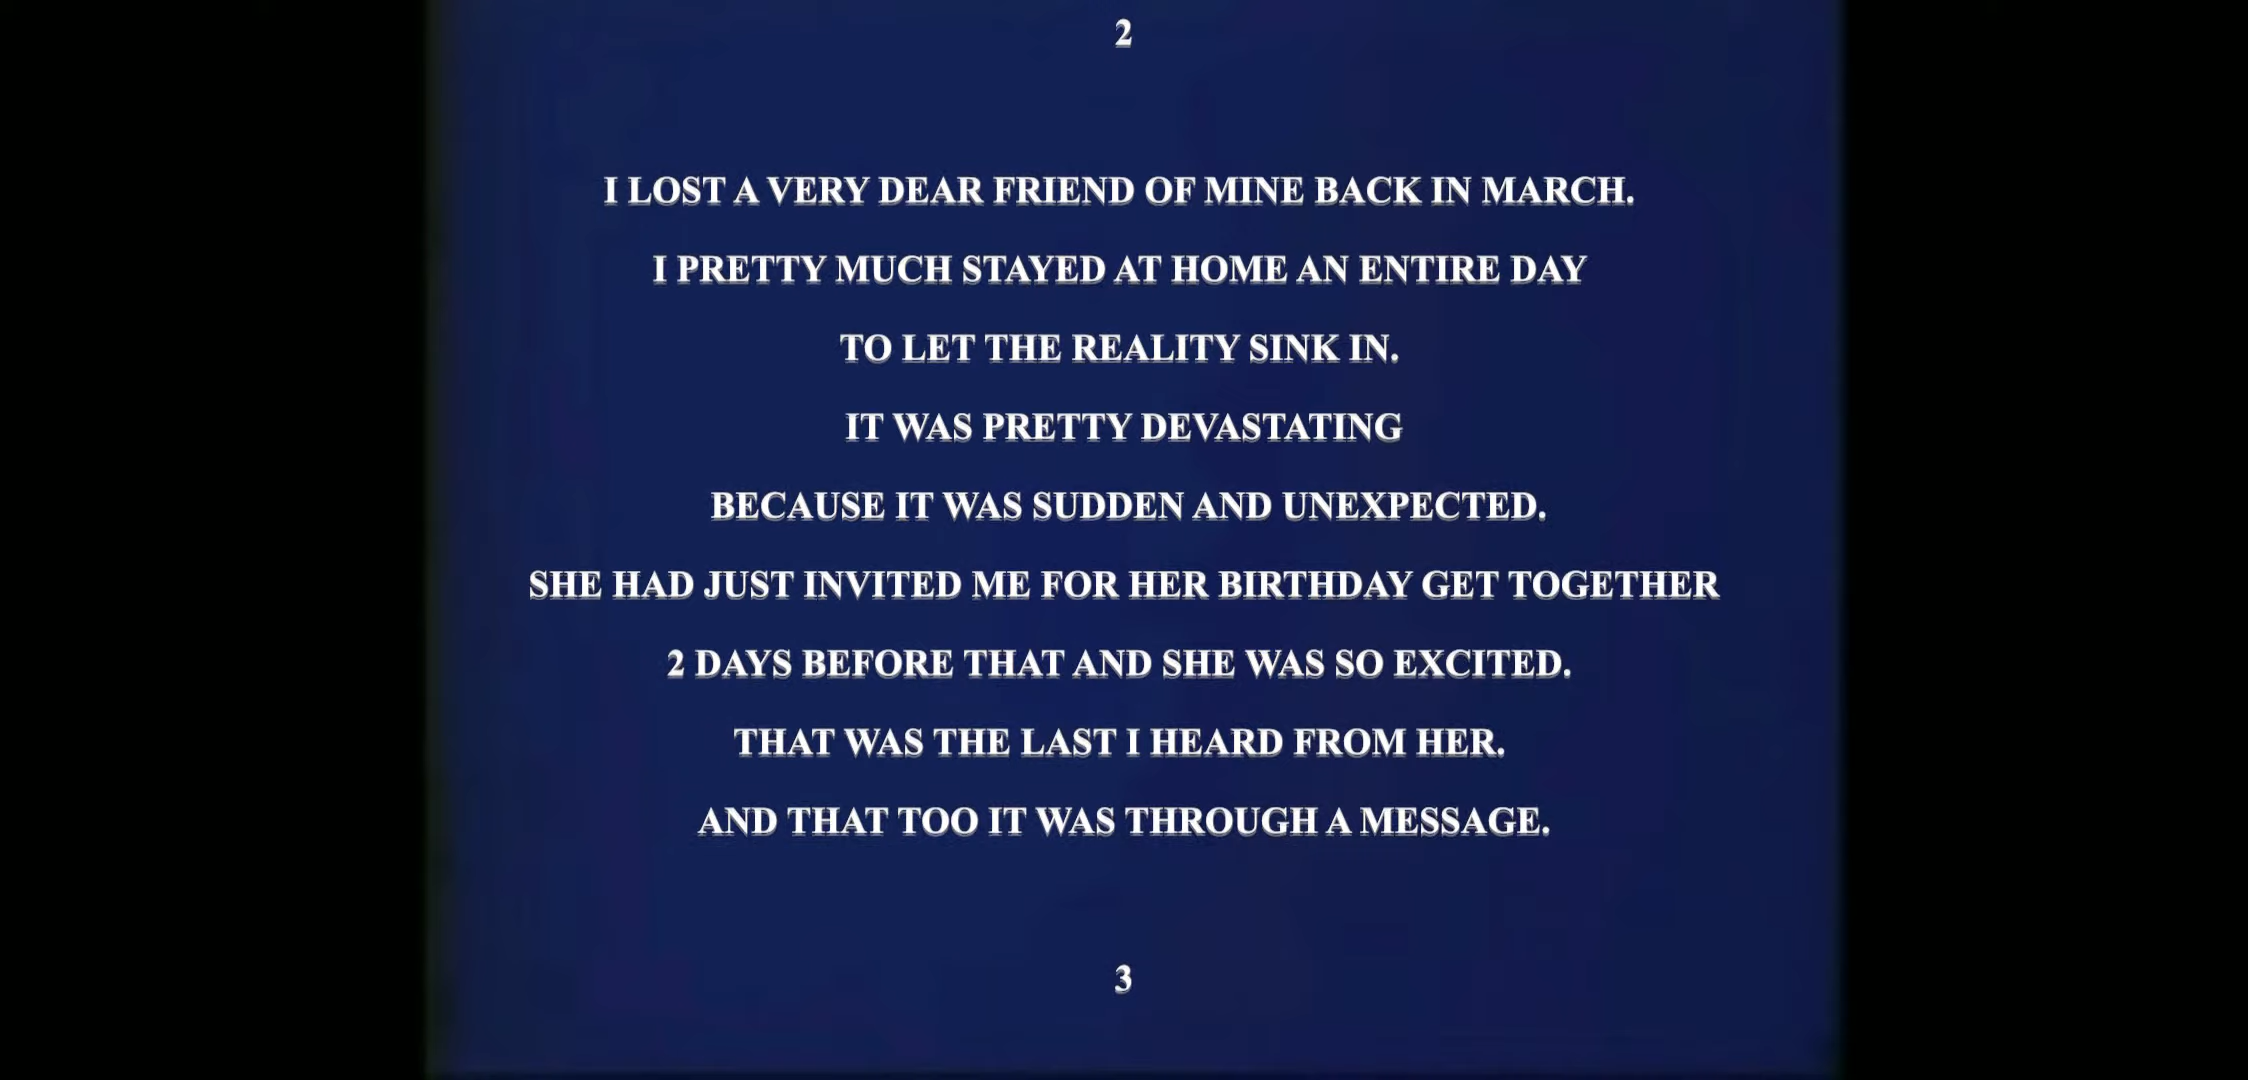 2
I LOST A VERY DEAR FRIEND OF MINE BACK IN MARCH.
I PRETTY MUCH STAYED AT HOME AN ENTIRE DAY
TO LET THE REALITY SINK IN.
IT WAS PRETTY DEVASTATING
BECAUSE IT WAS SUDDEN AND UNEXPECTED.
SHE HAD JUST INVITED ME FOR HER BIRTHDAY GET TOGETHER
2 DAYS BEFORE THAT AND SHE WAS SO EXCITED.
THAT WAS THE LAST I HEARD FROM HER.
AND THAT TOO IT WAS THROUGH A MESSAGE.
3